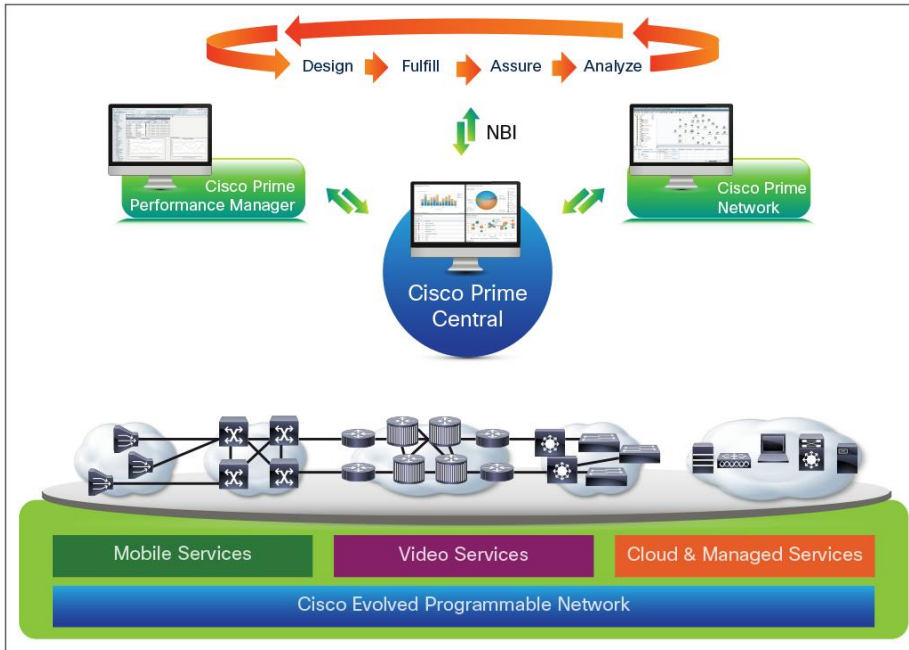 Design Fulfill Assure Analyze
NBI
Cisco Prime
Performance Manager
Cisco Prime
Network
Cisco Prime
Central
Mobile Services
Video Services
Cloud & Managed Services
Cisco Evolved Programmable Network